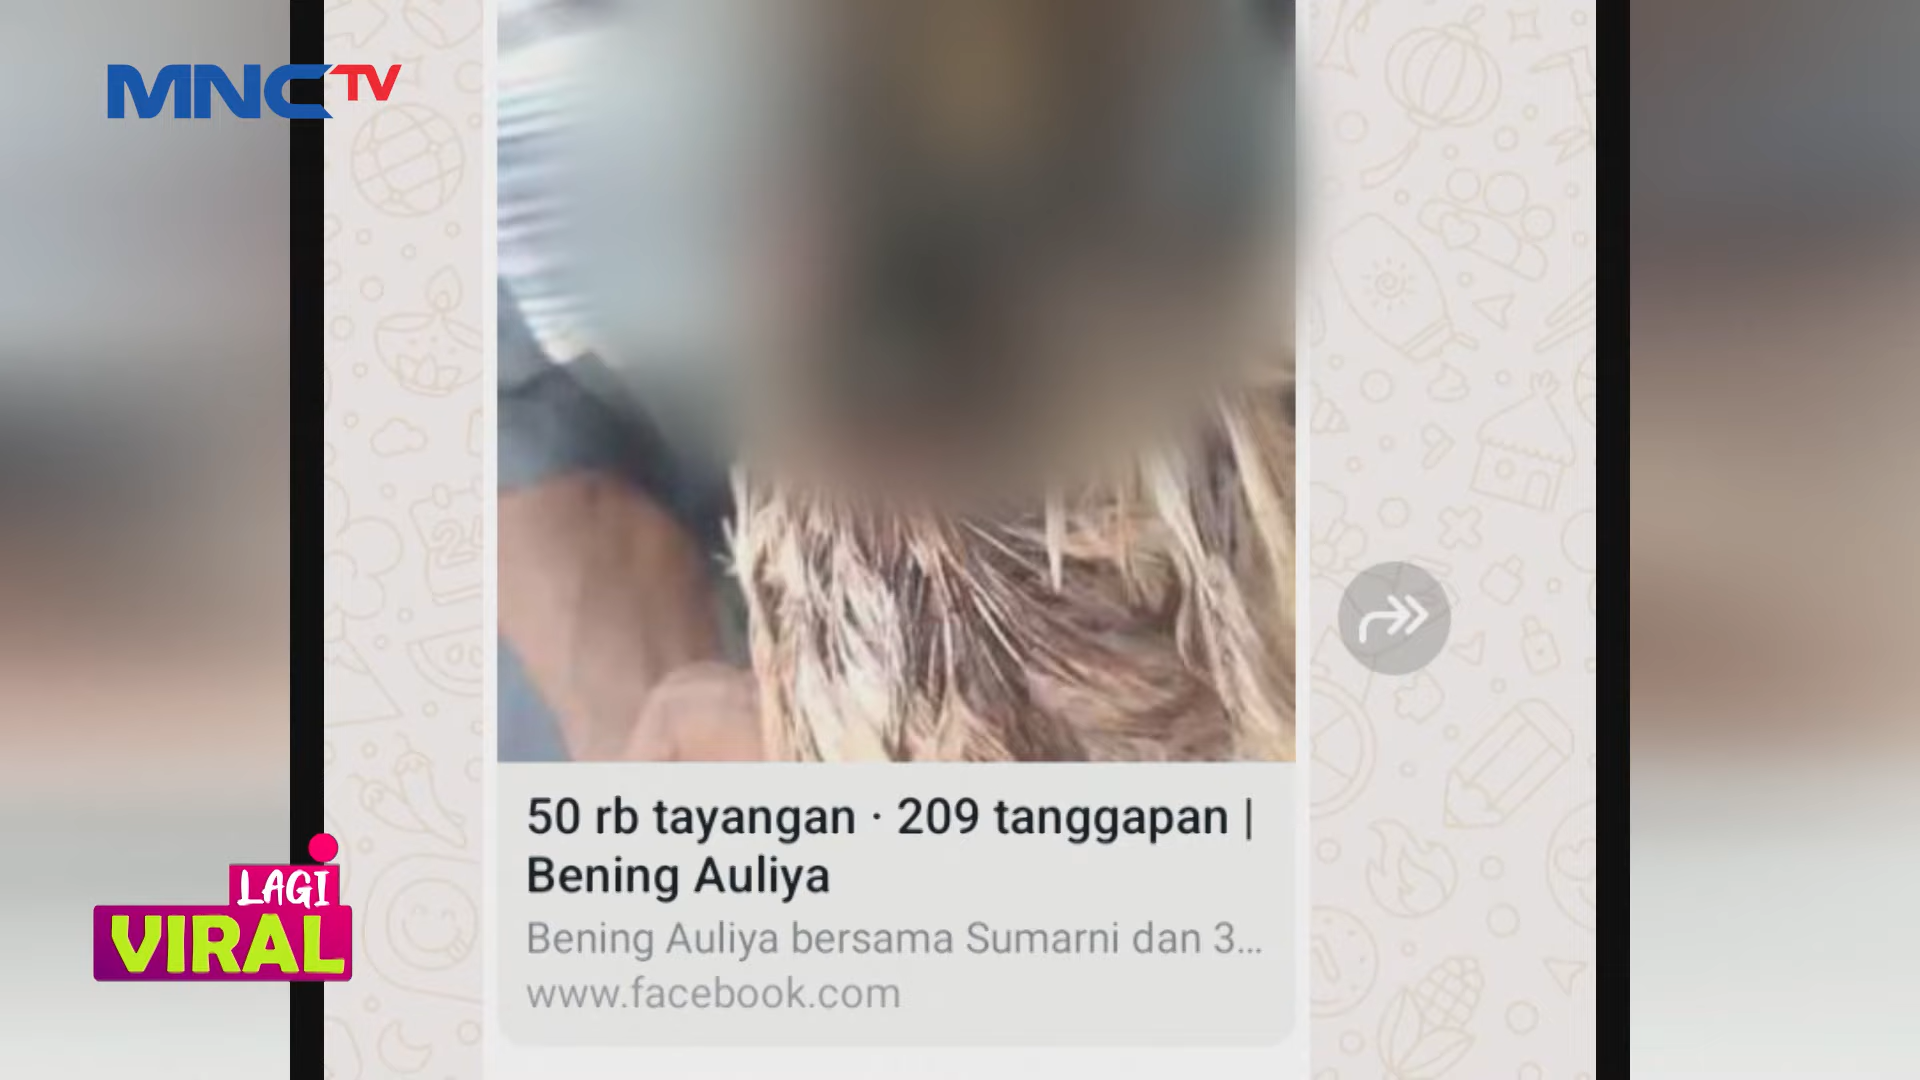 MNCTV
50 rb tayangan · 209 tanggapan |
Bening Auliya
Bening Auliya bersama Sumarni dan 3...
www.facebook.com
LAGI
VIRAL